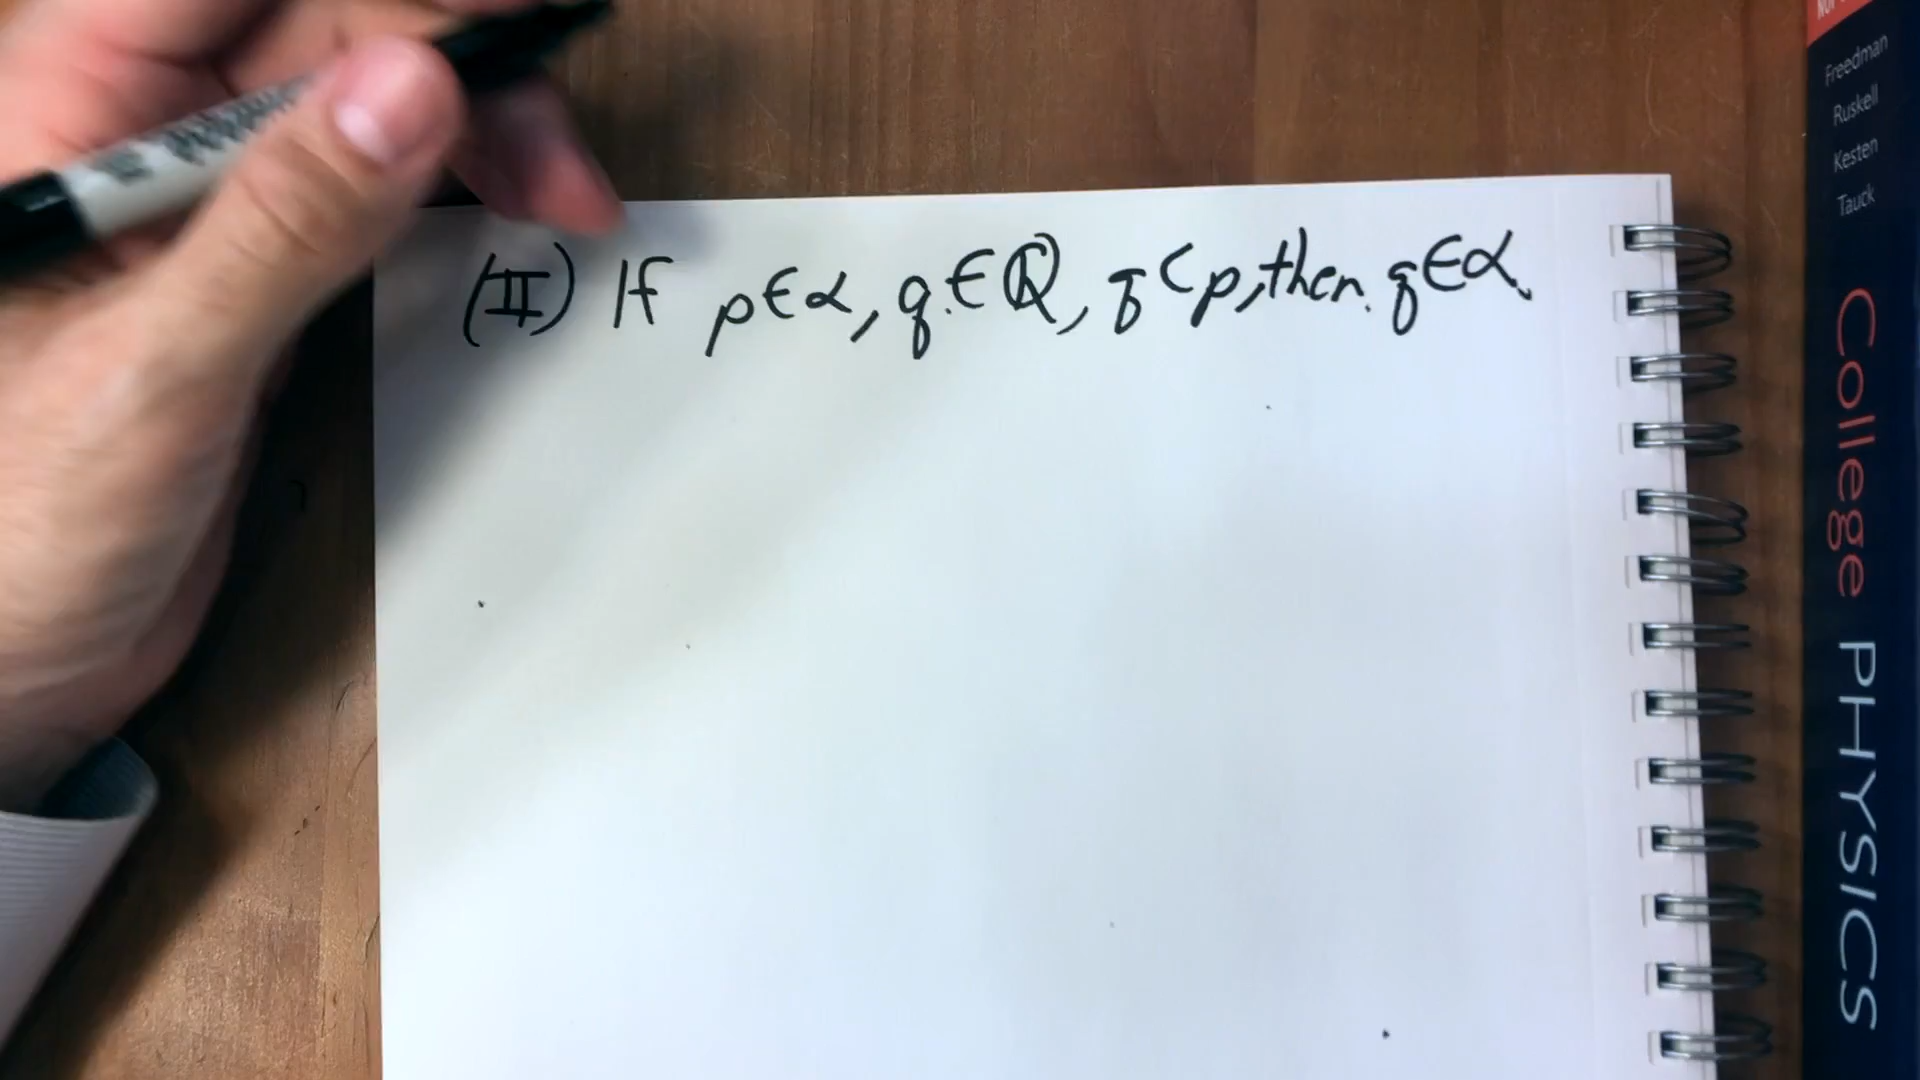 (II) If p∈α, q∈ℚ, q<p, then q∈α.
Freedman
Ruskell
Kesten
Tauck
College PHYSICS